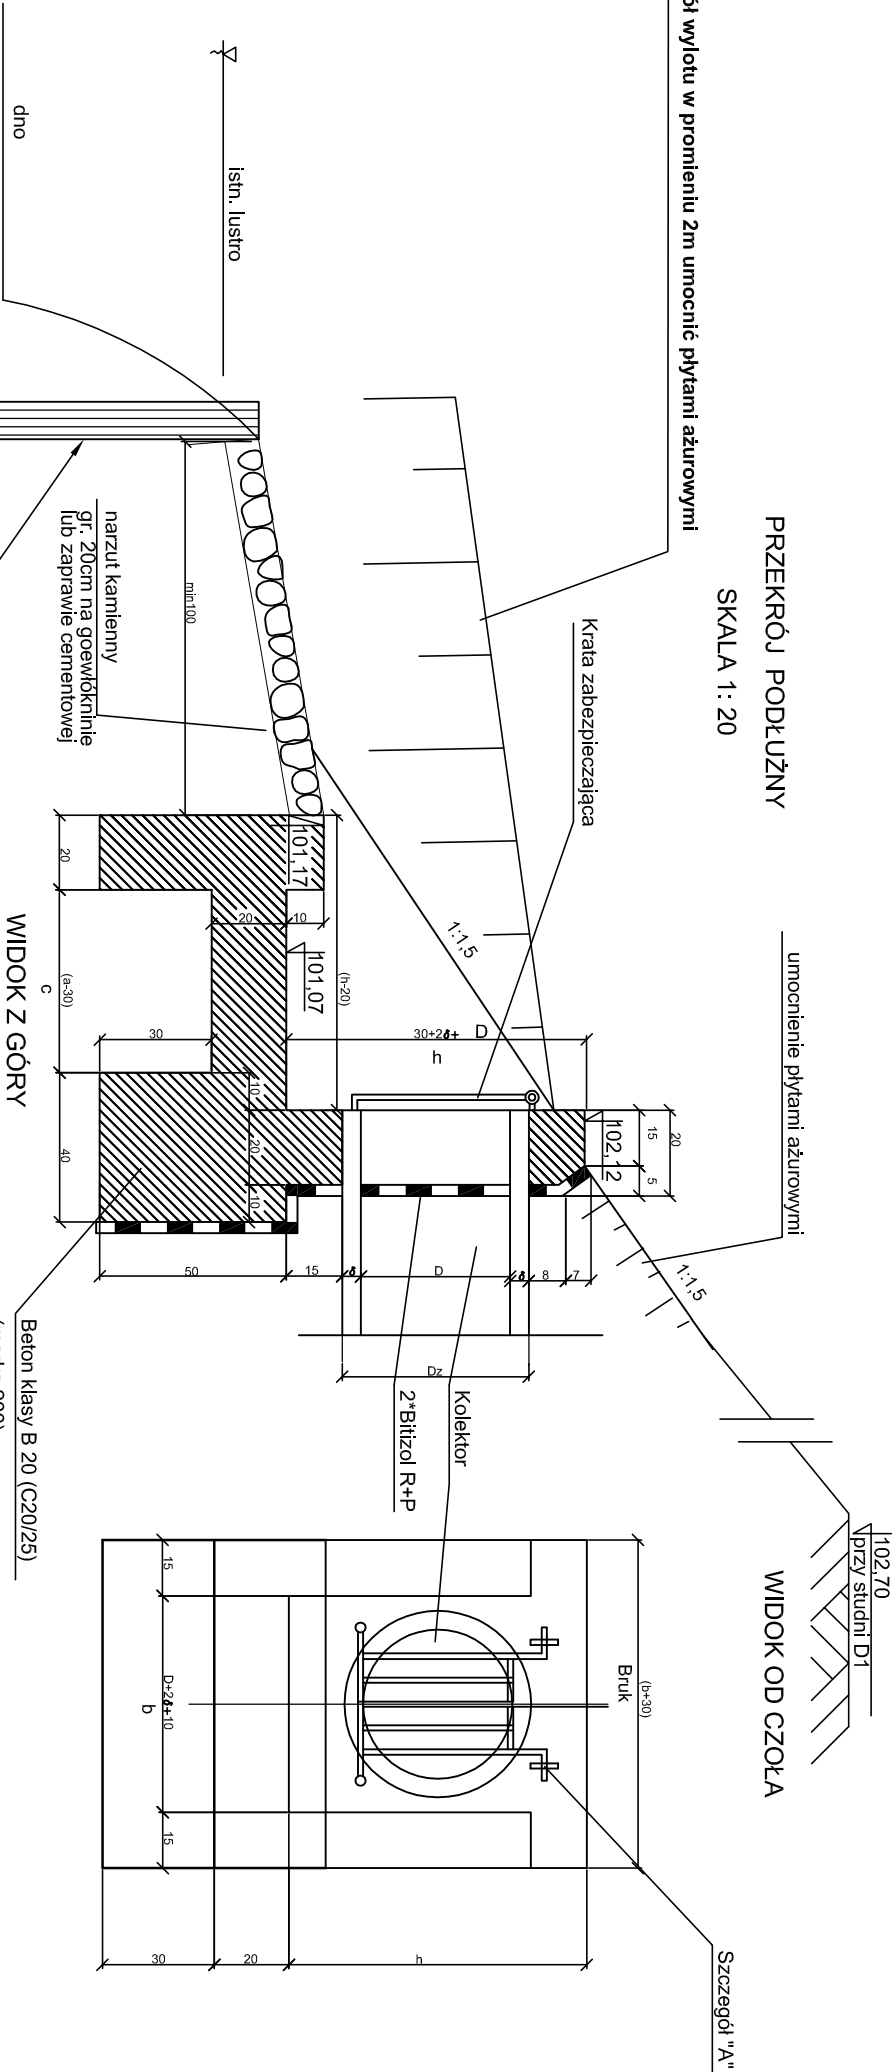 ół wylotu w promieniu 2m umocnić płytami ażurowymi
PRZEKRÓJ PODŁUŻNY
SKALA 1: 20
istn. lustro
dno
narzut kamienny
gr. 20cm na goewłókninie
lub zaprawie cementowej
min100
Krata zabezpieczająca
umocnienie płytami ażurowymi
1:1,5
1:1,5
101,17
101,07
102,12
102,70
przy studni D1
20
(a-30)
c
40
20
10
30
(h-20)
30+2δ+ D
h
10
20
10
15
5
20
50
15
δ
D
δ
8
7
Dz
Kolektor
2*Bitizol R+P
Beton klasy B 20 (C20/25)
WIDOK Z GÓRY
WIDOK OD CZOŁA
(b+30)
Bruk
15
D+2δ+10
b
15
30
20
h
Szczegół "A"